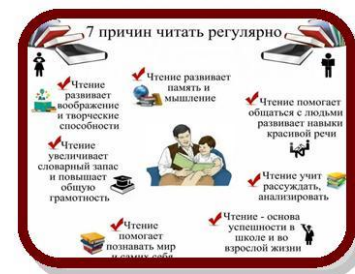 7 причин читать регулярно
Чтение
развивает
воображение
и творческие
способности
Чтение развивает
память и
мышление
Чтение помогает
общаться с людьми
развивает навыки
красивой речи
Чтение
увеличивает
словарный запас
и повышает
общую
грамотность
Чтение учит
рассуждать,
анализировать
Чтение
помогает
познавать мир
и самих себя
Чтение - основа
успешности в
школе и во
взрослой жизни